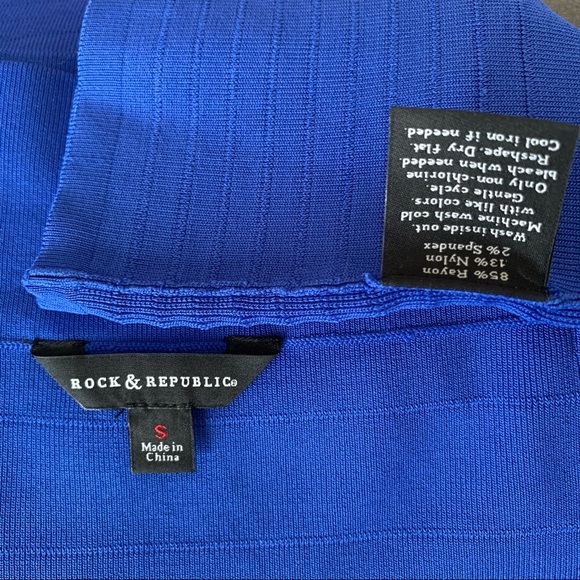 ROCK & REPUBLIC®
S
Made in
China
85% Rayon
13% Nylon
2% Spandex
Wash inside out.
Machine wash cold
with like colors.
Gentle cycle.
Only non-chlorine
bleach when needed.
Reshape. Dry flat.
Cool iron if needed.